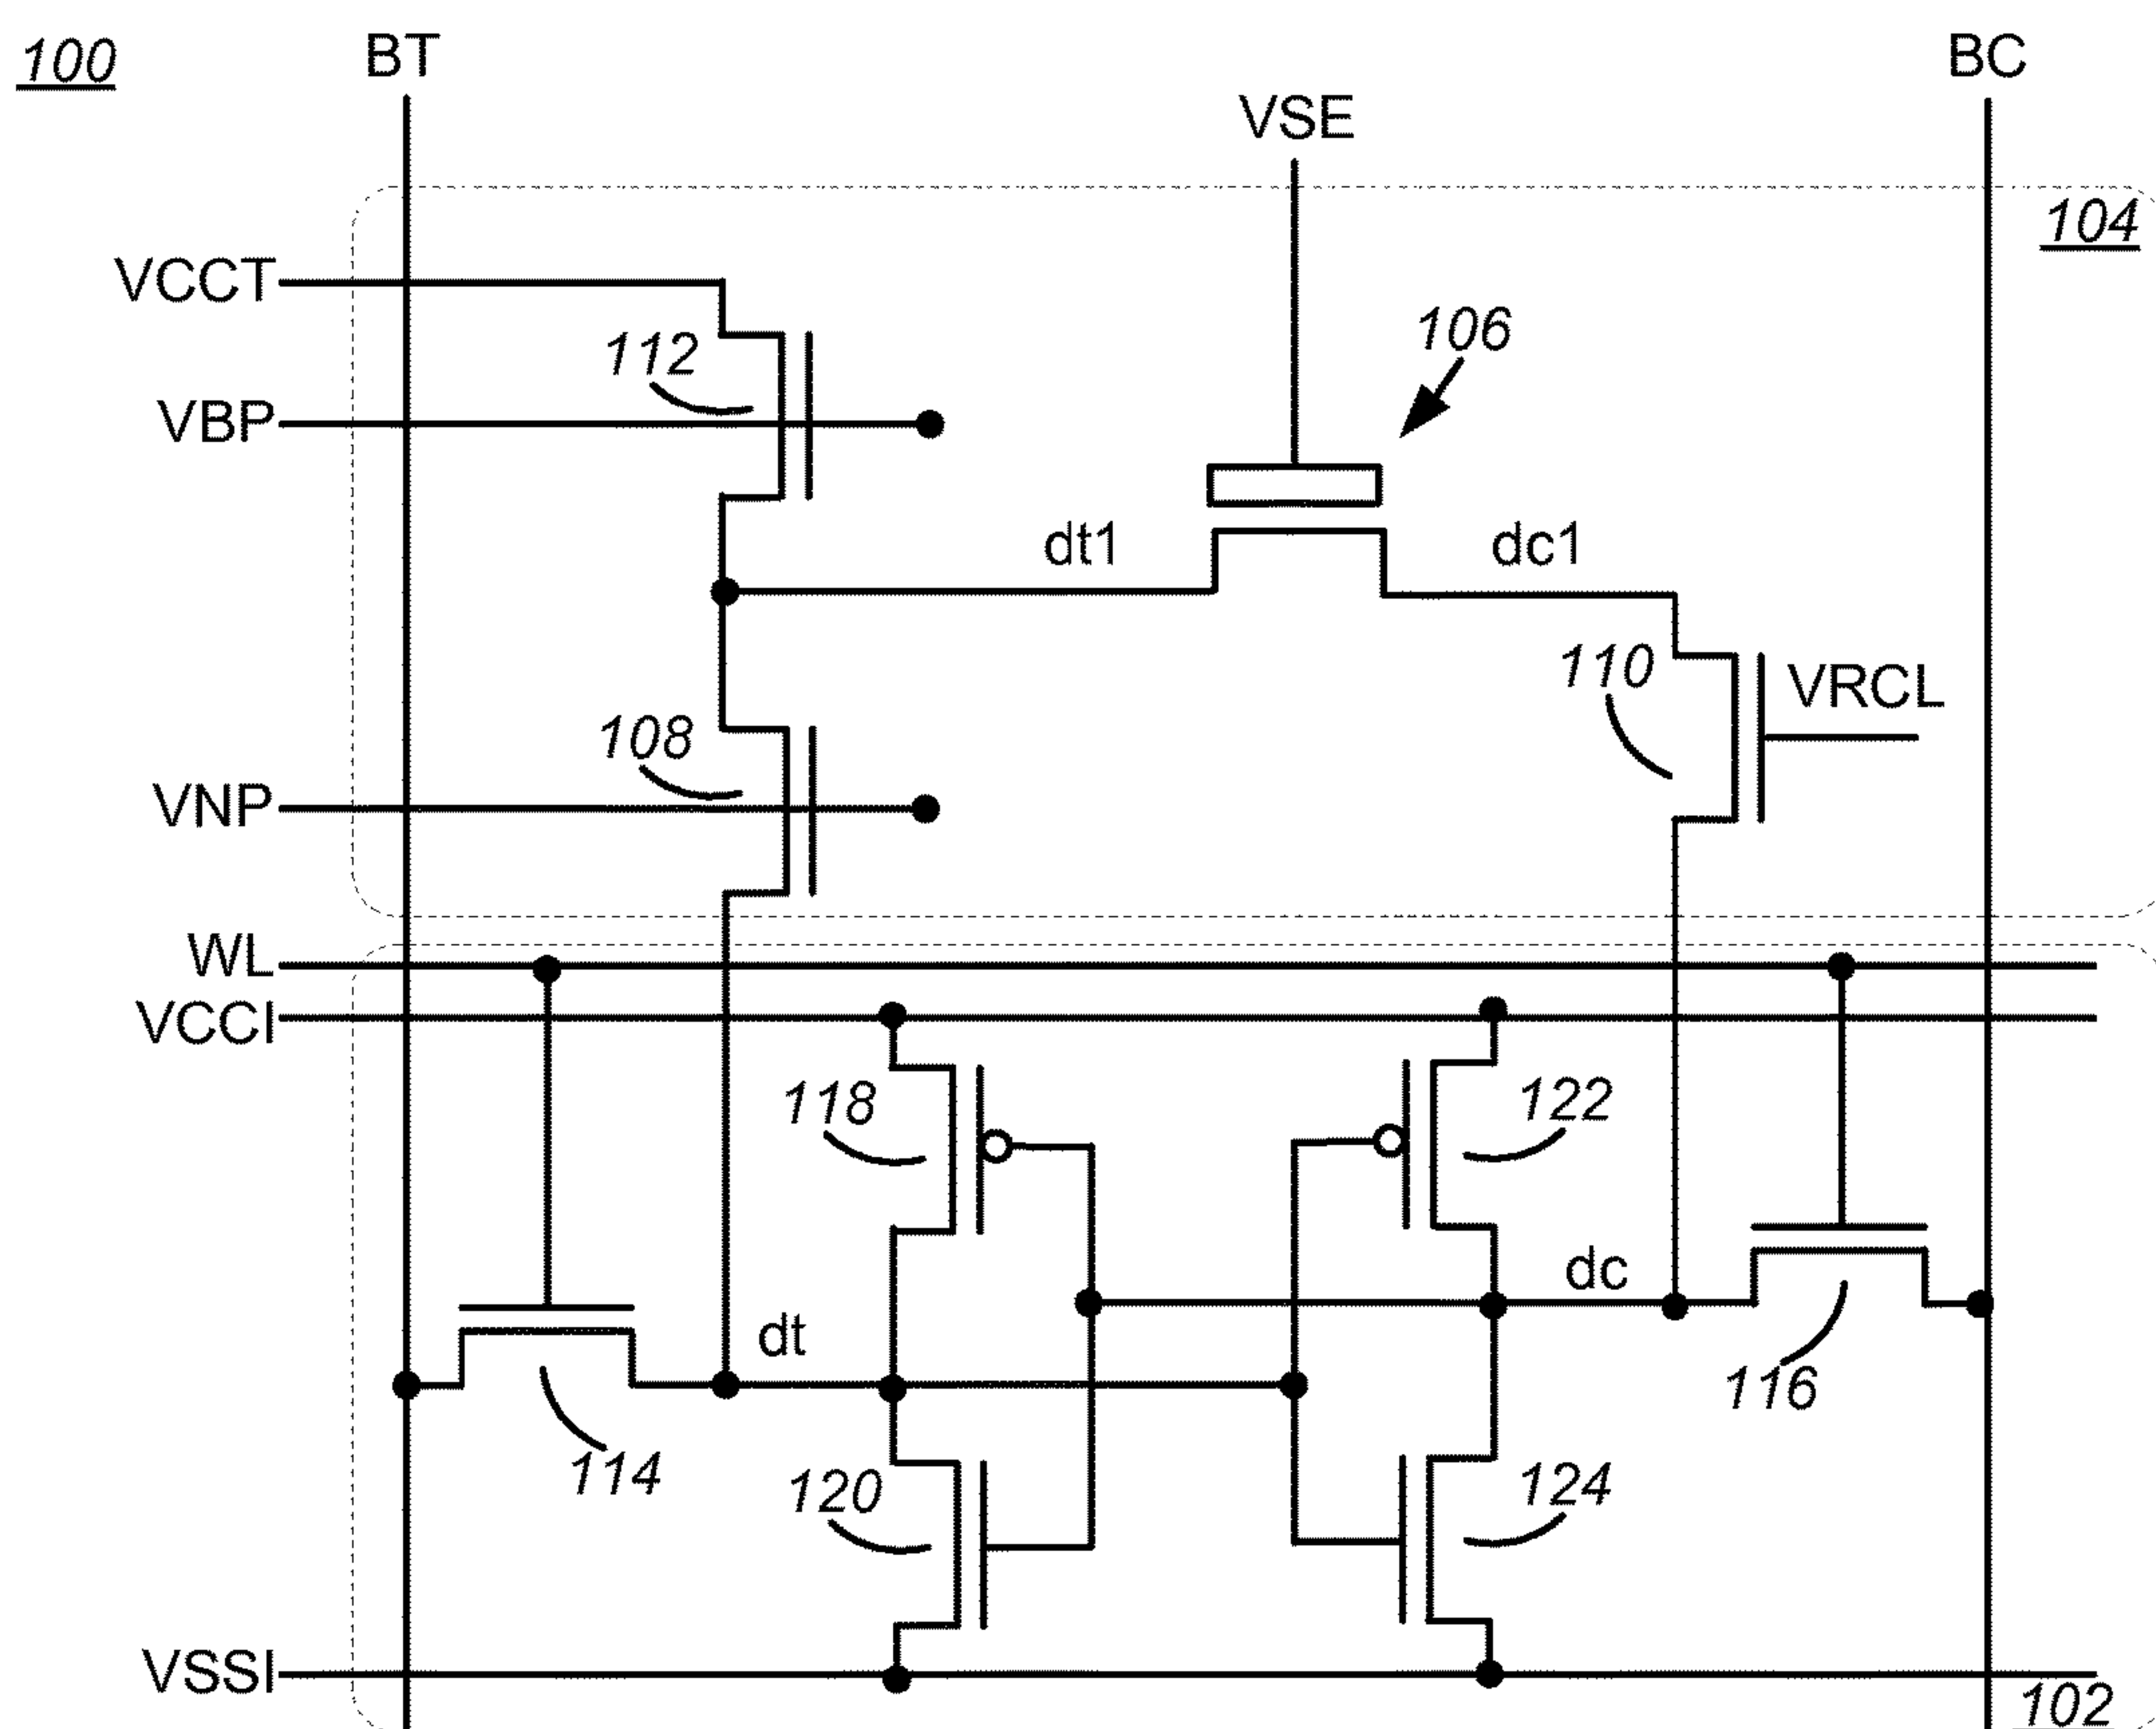 100
BT
BC
VSE
104
VCCT
106
112
VBP
dt1
dc1
110
VRCL
108
VNP
WL
VCCI
118
122
dc
dt
116
114
120
124
VSSI
102